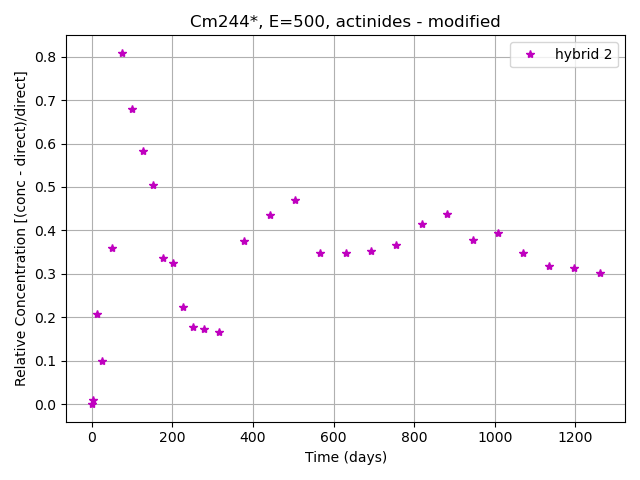 Cm244*, E=500, actinides - modified
hybrid 2
Relative Concentration [(conc - direct)/direct]
0.8
0.7
0.6
0.5
0.4
0.3
0.2
0.1
0.0
0 200 400 600 800 1000 1200
Time (days)